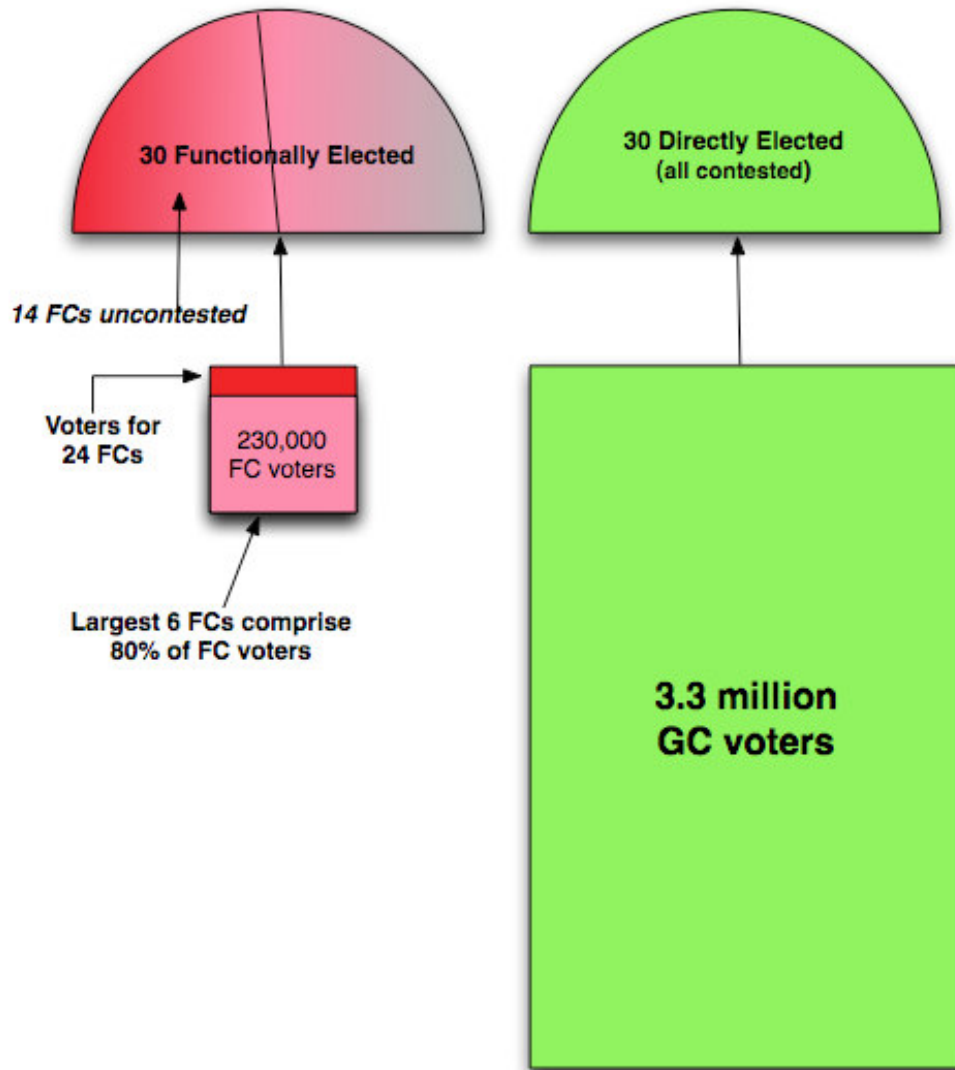 30 Functionally Elected
30 Directly Elected
(all contested)
14 FCs uncontested
Voters for
24 FCs
230,000
FC voters
Largest 6 FCs comprise
80% of FC voters
3.3 million
GC voters